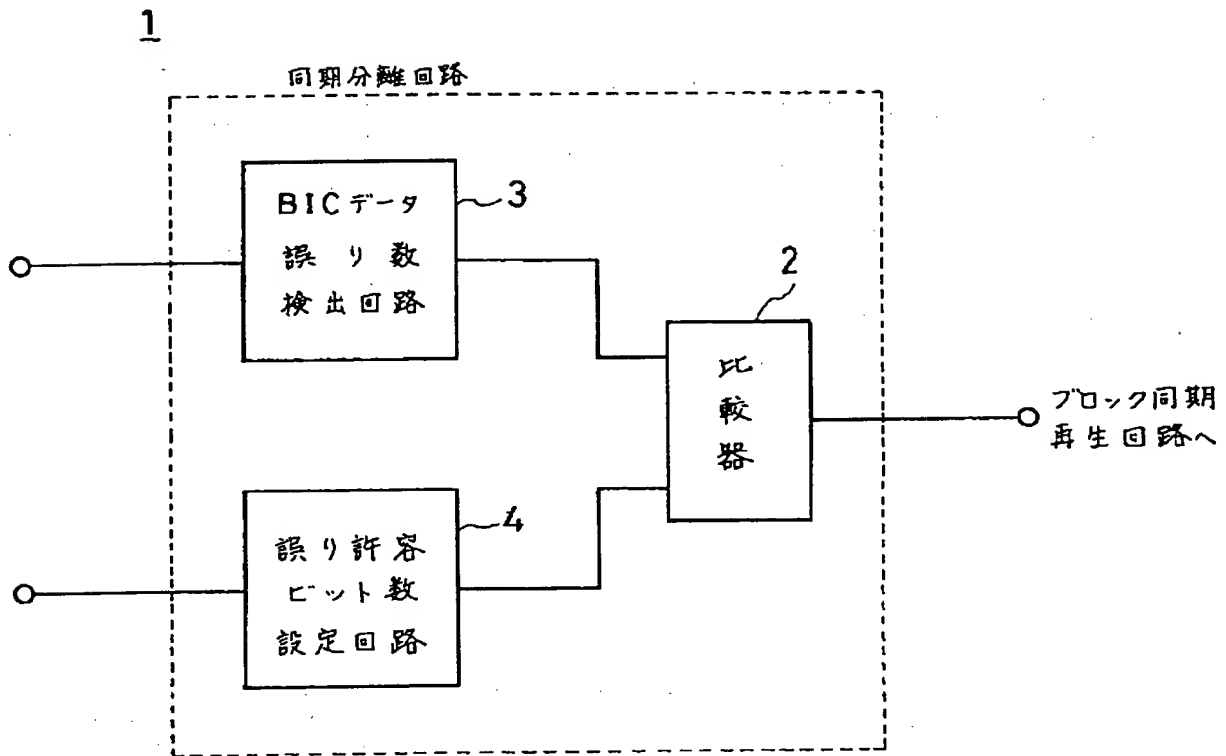 1
同期分離回路
BICデータ
誤り数
検出回路
3
2
比
較
器
ブロック同期
再生回路へ
誤り許容
ビット数
設定回路
4